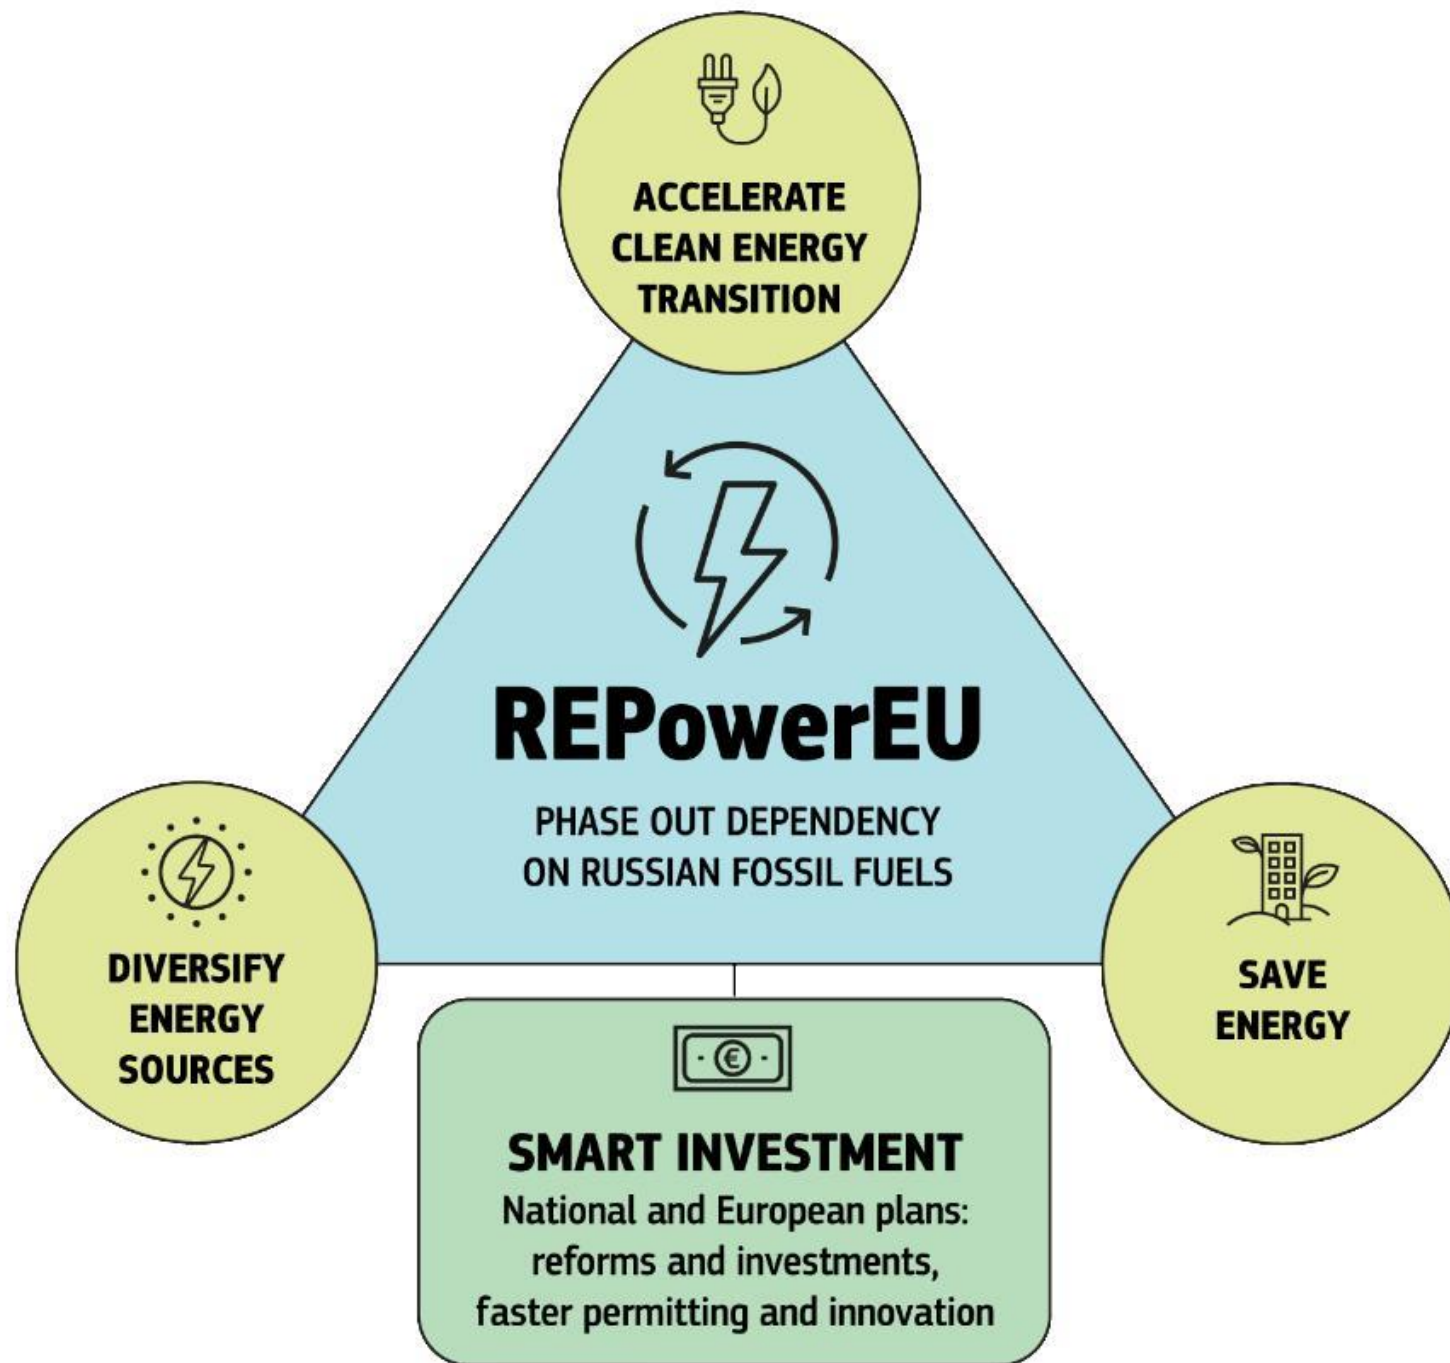 ACCELERATE
CLEAN ENERGY
TRANSITION
REPowerEU
PHASE OUT DEPENDENCY
ON RUSSIAN FOSSIL FUELS
DIVERSIFY
ENERGY
SOURCES
SAVE
ENERGY
€
SMART INVESTMENT
National and European plans:
reforms and investments,
faster permitting and innovation